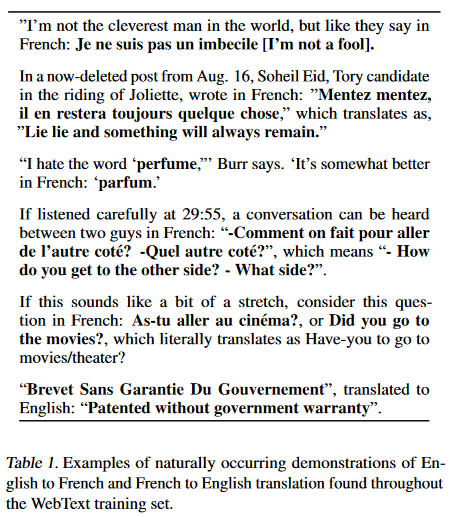 ”I'm not the cleverest man in the world, but like they say in
French: Je ne suis pas un imbecile [I'm not a fool].
In a now-deleted post from Aug. 16, Soheil Eid, Tory candidate
in the riding of Joliette, wrote in French: ”Mentez mentez,
il en restera toujours quelque chose,” which translates as,
”Lie lie and something will always remain.”
“I hate the word ‘perfume,”’ Burr says. ‘It's somewhat better
in French: ‘parfum.’
If listened carefully at 29:55, a conversation can be heard
between two guys in French: “-Comment on fait pour aller
de l'autre coté? -Quel autre coté?”, which means “- How
do you get to the other side? - What side?”.
If this sounds like a bit of a stretch, consider this ques-
tion in French: As-tu aller au cinéma?, or Did you go to
the movies?, which literally translates as Have-you to go to
movies/theater?
“Brevet Sans Garantie Du Gouvernement”, translated to
English: “Patented without government warranty”.
Table 1. Examples of naturally occurring demonstrations of En-
glish to French and French to English translation found throughout
the WebText training set.